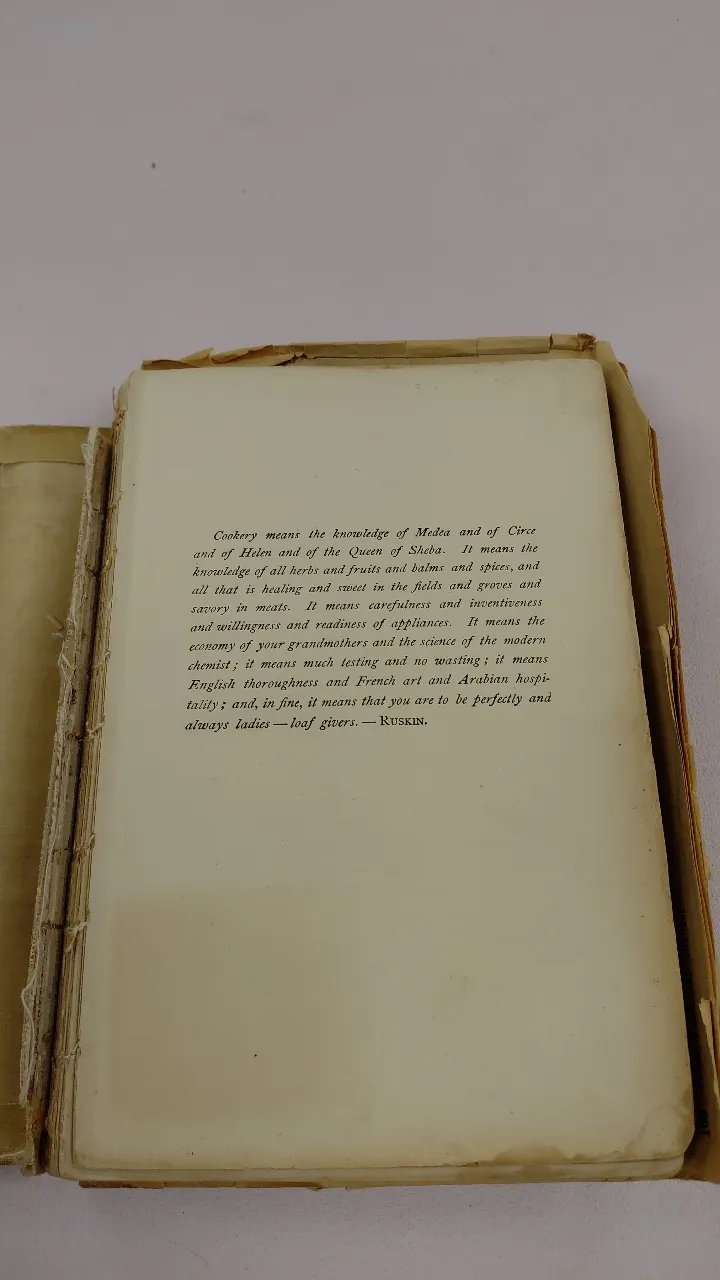 Cookery means the knowledge of Medea and of Circe
and of Helen and of the Queen of Sheba. It means the
knowledge of all herbs and fruits and balms and spices, and
all that is healing and sweet in the fields and groves and
savory in meats. It means carefulness and inventiveness
and willingness and readiness of appliances. It means the
economy of your grandmothers and the science of the modern
chemist; it means much testing and no wasting; it means
English thoroughness and French art and Arabian hospi-
tality; and, in fine, it means that you are to be perfectly and
always ladies — loaf givers. — RUSKIN.